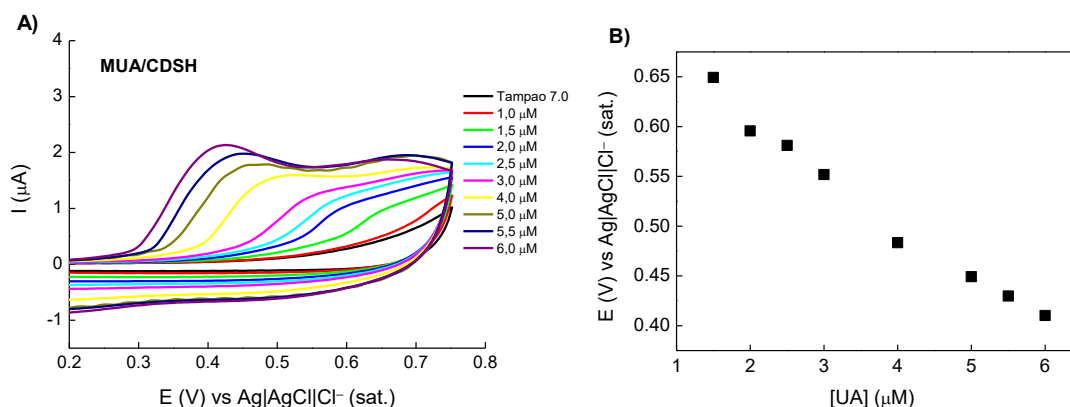 A)
MUA/CDSH
4
3
2
1
0
-1
I (μA)
0.2 0.3 0.4 0.5 0.6 0.7 0.8
E (V) vs Ag|AgCl|Cl⁻ (sat.)
Tampao 7.0
1,0 μM
1,5 μM
2,0 μM
2,5 μM
3,0 μM
4,0 μM
5,0 μM
5,5 μM
6,0 μM
B)
0.65
0.60
0.55
0.50
0.45
0.40
E (V) vs Ag|AgCl|Cl⁻ (sat.)
1 2 3 4 5 6
[UA] (μM)